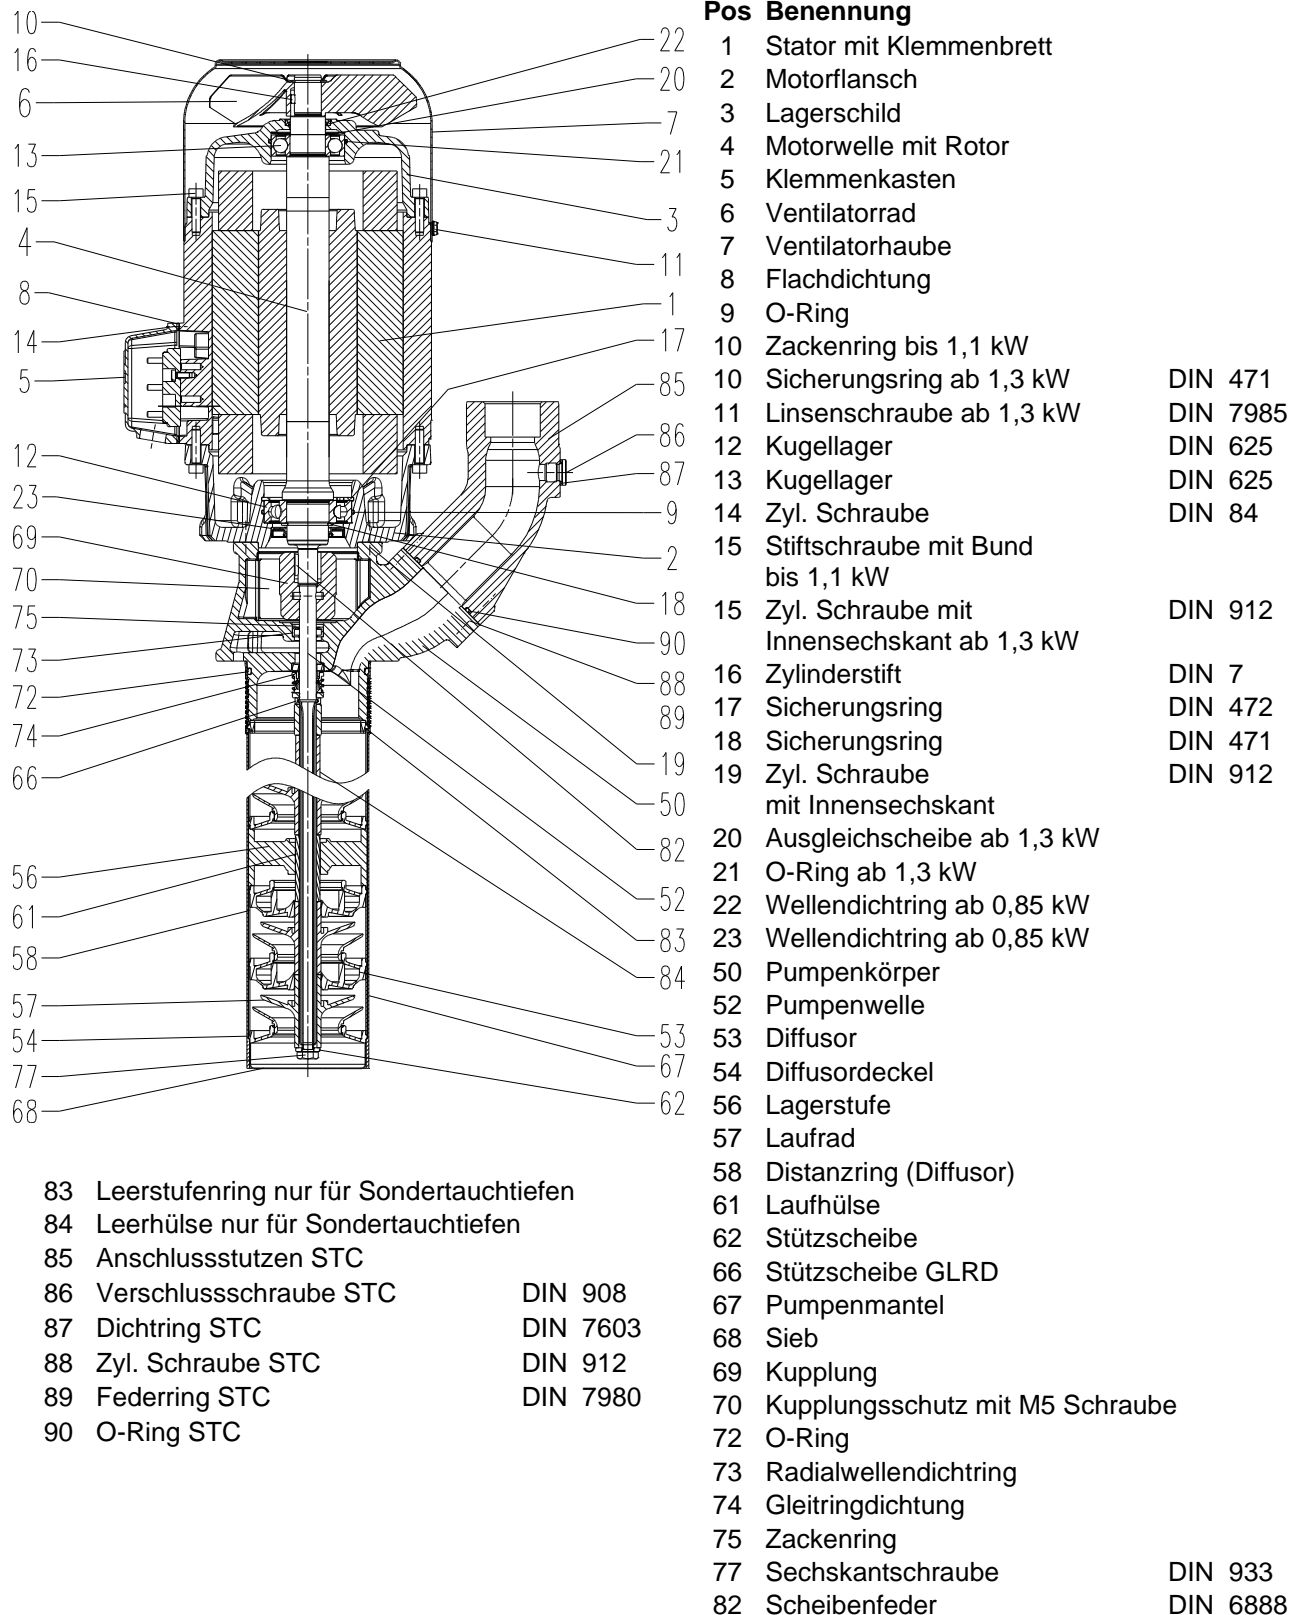 10
16
6
13
15
4
8
14
5
12
23
69
70
75
73
72
74
66
56
61
58
57
54
77
68
22
20
7
21
3
11
1
17
85
86
87
9
2
18
90
88
89
19
50
82
52
83
84
53
67
62
Pos Benennung
1 Stator mit Klemmenbrett
2 Motorflansch
3 Lagerschild
4 Motorwelle mit Rotor
5 Klemmenkasten
6 Ventilatorrad
7 Ventilatorhaube
8 Flachdichtung
9 O-Ring
10 Zackenring bis 1,1 kW
10 Sicherungsring ab 1,3 kW DIN 471
11 Linsenschraube ab 1,3 kW DIN 7985
12 Kugellager DIN 625
13 Kugellager DIN 625
14 Zyl. Schraube DIN 84
15 Stiftschraube mit Bund
bis 1,1 kW
15 Zyl. Schraube mit DIN 912
Innensechskant ab 1,3 kW
16 Zylinderstift DIN 7
17 Sicherungsring DIN 472
18 Sicherungsring DIN 471
19 Zyl. Schraube DIN 912
mit Innensechskant
20 Ausgleichscheibe ab 1,3 kW
21 O-Ring ab 1,3 kW
22 Wellendichtring ab 0,85 kW
23 Wellendichtring ab 0,85 kW
50 Pumpenkörper
52 Pumpenwelle
53 Diffusor
54 Diffusordeckel
56 Lagerstufe
57 Laufrad
58 Distanzring (Diffusor)
61 Laufhülse
62 Stützscheibe
66 Stützscheibe GLRD
67 Pumpenmantel
68 Sieb
69 Kupplung
70 Kupplungsschutz mit M5 Schraube
72 O-Ring
73 Radialwellendichtring
74 Gleitringdichtung
75 Zackenring
77 Sechskantschraube DIN 933
82 Scheibenfeder DIN 6888
83 Leerstufenring nur für Sondertauchtiefen
84 Leerhülse nur für Sondertauchtiefen
85 Anschlussstutzen STC
86 Verschlussschraube STC DIN 908
87 Dichtring STC DIN 7603
88 Zyl. Schraube STC DIN 912
89 Federring STC DIN 7980
90 O-Ring STC